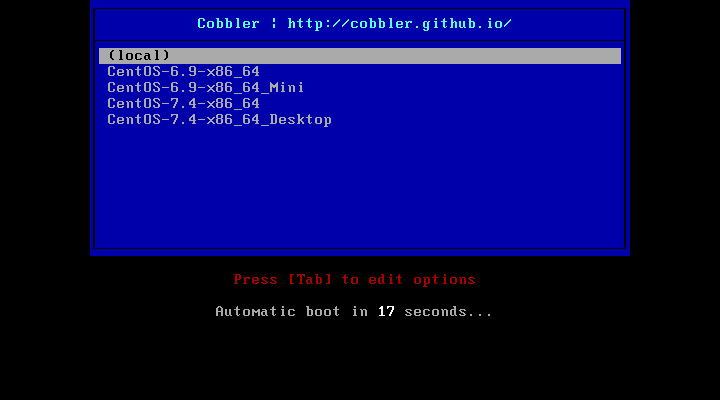 Cobbler ¦ http://cobbler.github.io/
(local)
CentOS-6.9-x86_64
CentOS-6.9-x86_64_Mini
CentOS-7.4-x86_64
CentOS-7.4-x86_64_Desktop
Press [Tab] to edit options
Automatic boot in 17 seconds...